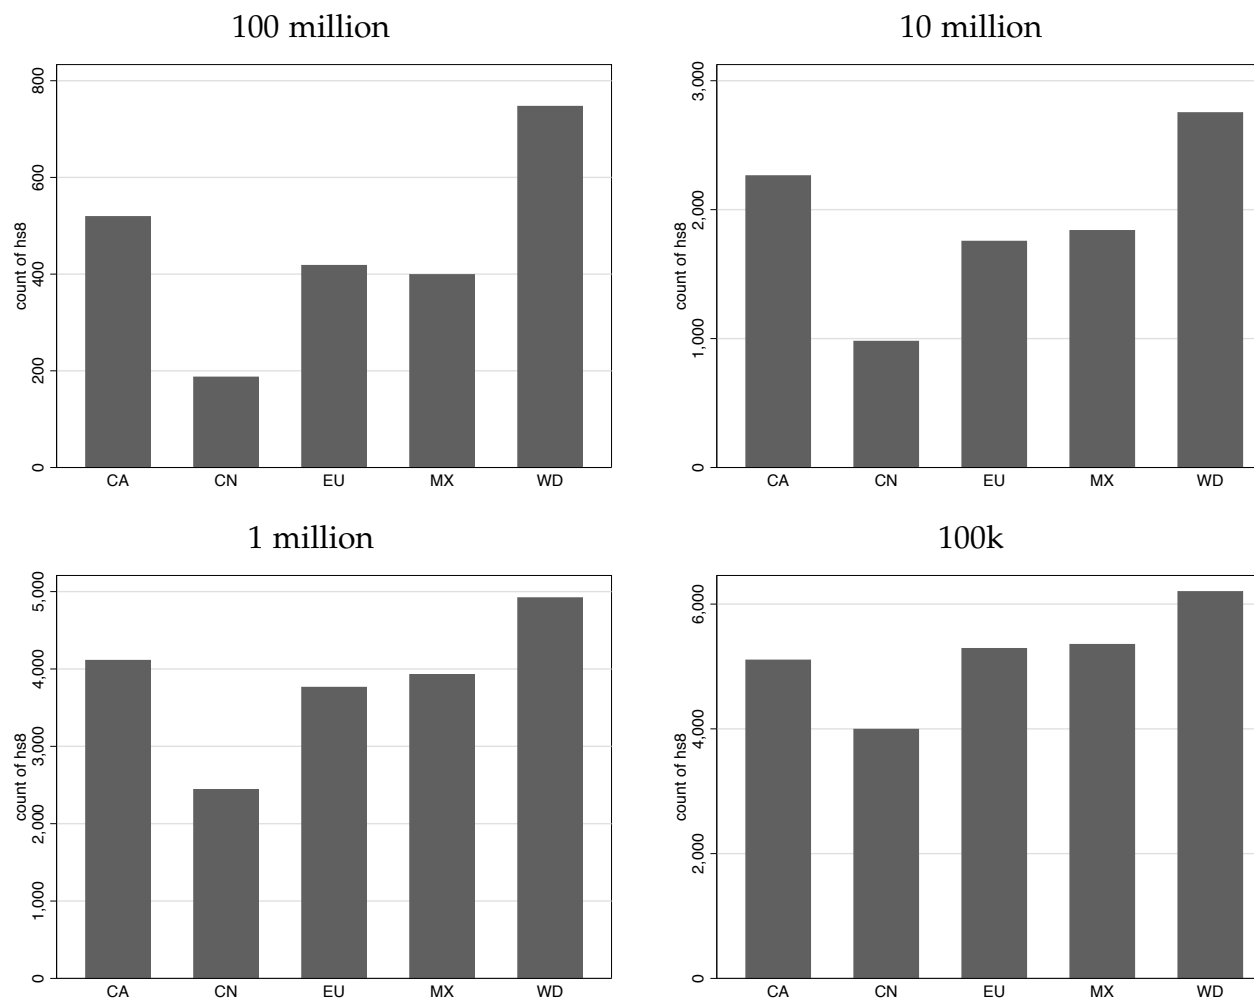 100 million
count of hs8
800
600
400
200
0
CA CN EU MX WD
10 million
count of hs8
3,000
2,000
1,000
0
CA CN EU MX WD
1 million
count of hs8
5,000
4,000
3,000
2,000
1,000
0
CA CN EU MX WD
100k
count of hs8
6,000
4,000
2,000
0
CA CN EU MX WD